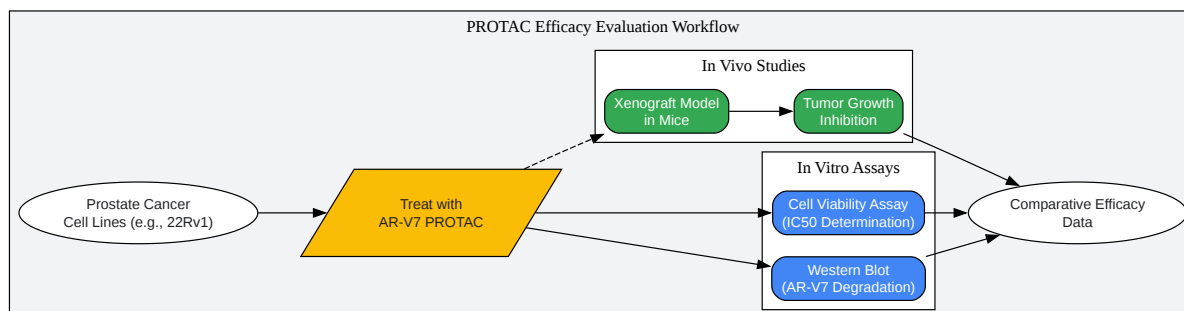 PROTAC Efficacy Evaluation Workflow
In Vivo Studies
Xenograft Model
in Mice
Tumor Growth
Inhibition
In Vitro Assays
Prostate Cancer
Cell Lines (e.g., 22Rv1)
Treat with
AR-V7 PROTAC
Cell Viability Assay
(IC50 Determination)
Comparative Efficacy
Data
Western Blot
(AR-V7 Degradation)